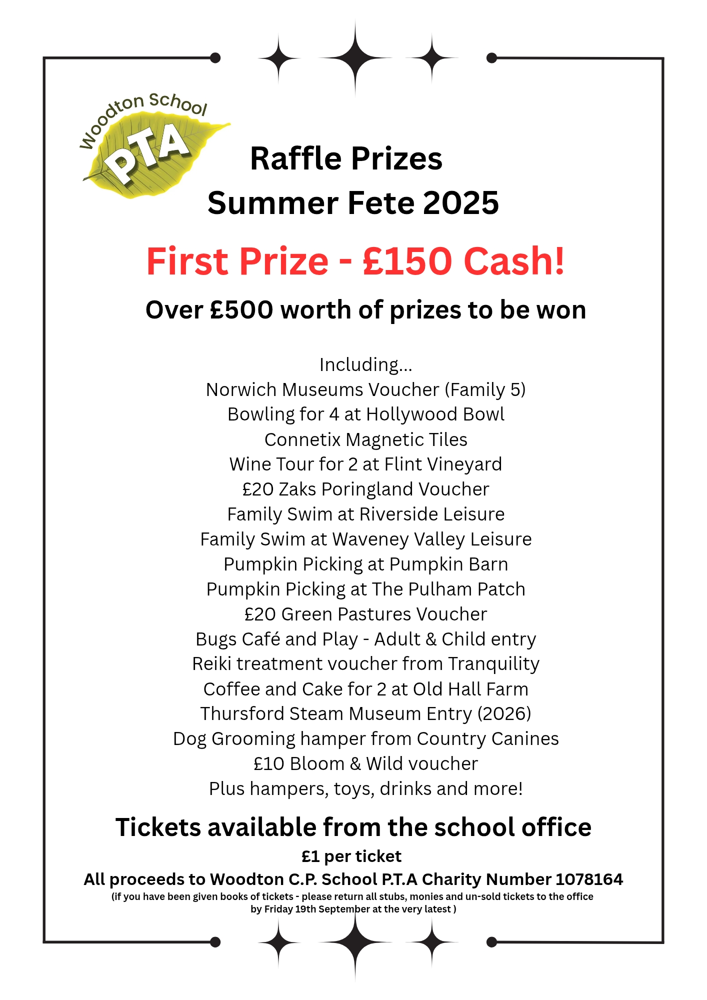 Woodton School
PTA
Raffle Prizes
Summer Fete 2025
First Prize - £150 Cash!
Over £500 worth of prizes to be won
Including...
Norwich Museums Voucher (Family 5)
Bowling for 4 at Hollywood Bowl
Connetix Magnetic Tiles
Wine Tour for 2 at Flint Vineyard
£20 Zaks Poringland Voucher
Family Swim at Riverside Leisure
Family Swim at Waveney Valley Leisure
Pumpkin Picking at Pumpkin Barn
Pumpkin Picking at The Pulham Patch
£20 Green Pastures Voucher
Bugs Café and Play - Adult & Child entry
Reiki treatment voucher from Tranquility
Coffee and Cake for 2 at Old Hall Farm
Thursford Steam Museum Entry (2026)
Dog Grooming hamper from Country Canines
£10 Bloom & Wild voucher
Plus hampers, toys, drinks and more!
Tickets available from the school office
£1 per ticket
All proceeds to Woodton C.P. School P.T.A Charity Number 1078164
(if you have been given books of tickets - please return all stubs, monies and un-sold tickets to the office
by Friday 19th September at the very latest )